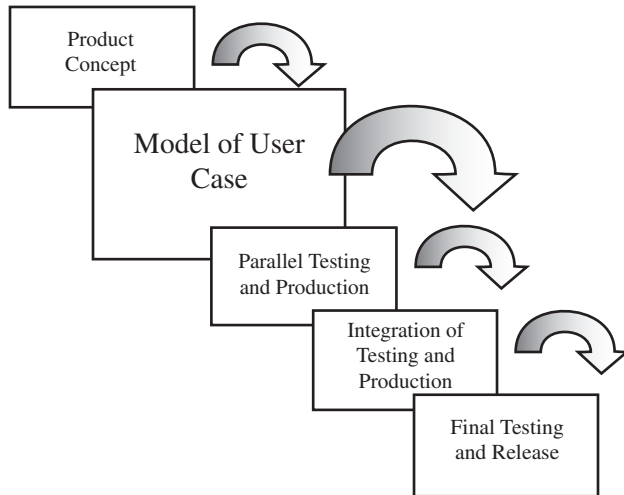 Product
Concept
Model of User
Case
Parallel Testing
and Production
Integration of
Testing and
Production
Final Testing
and Release